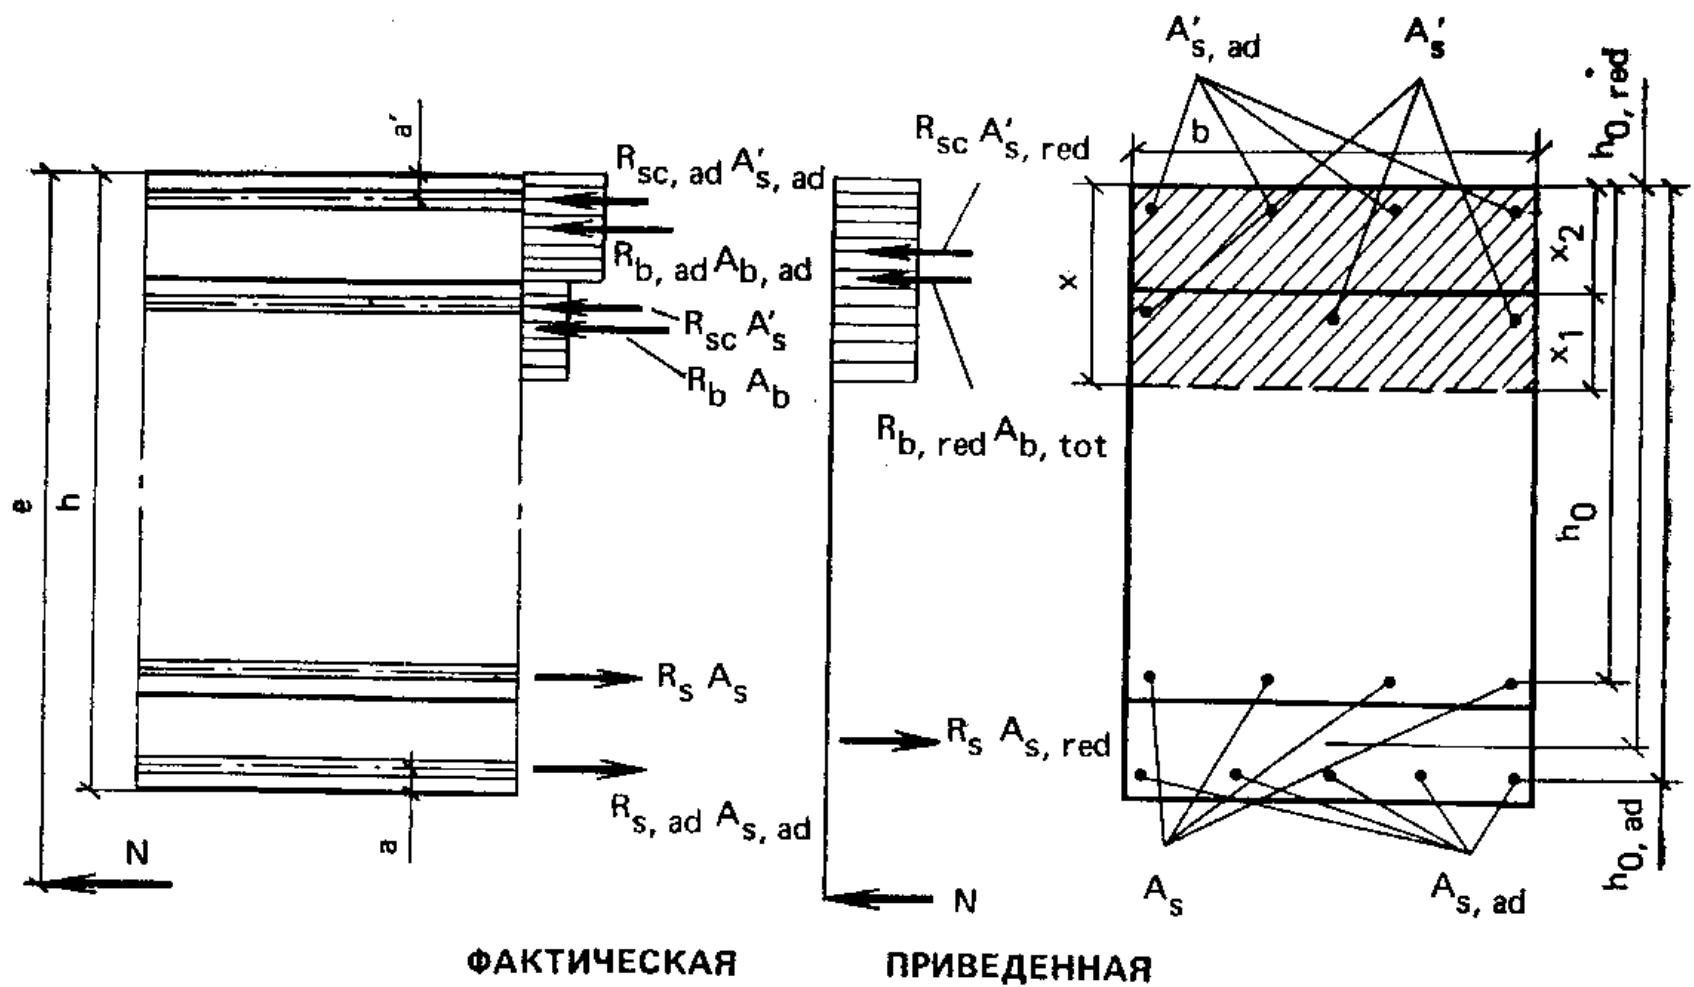 A's, ad
A's
h0, red
a'
Rsc A's, red
b
Rsc, ad A's, ad
Rb, ad Ab, ad
x2
x
Rsc A's
x1
Rb Ab
Rb, red Ab, tot
e
h
h0
Rs As
Rs As, red
Rs, ad As, ad
a
h0, ad
N
N
As
As, ad
ФАКТИЧЕСКАЯ
ПРИВЕДЕННАЯ